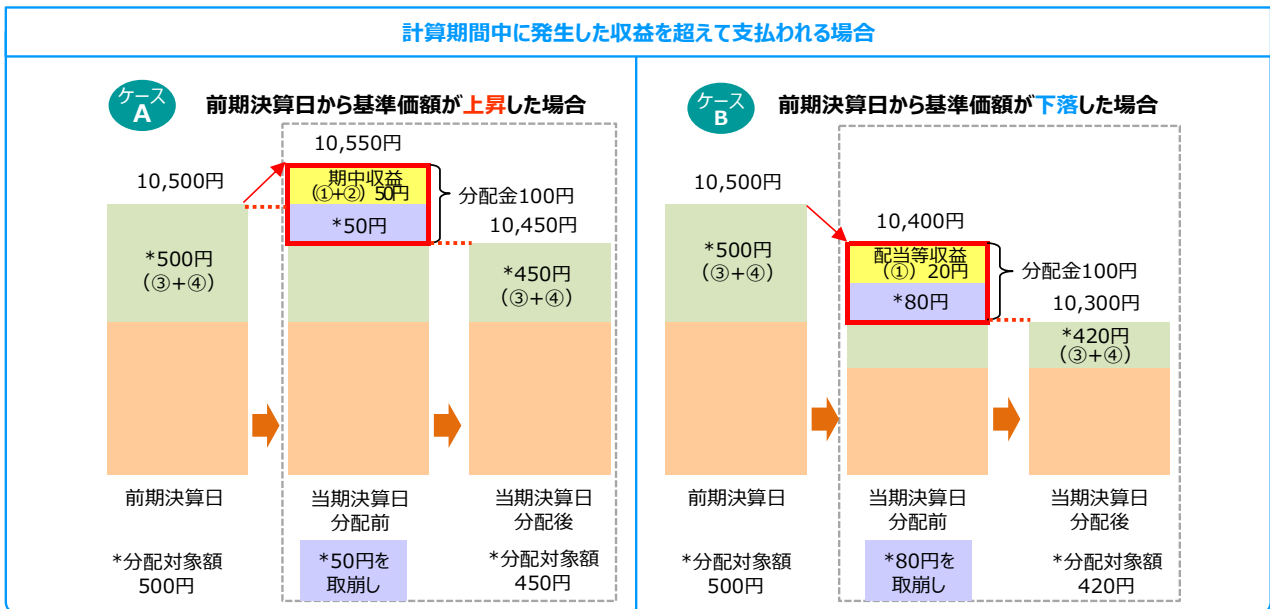 計算期間中に発生した収益を超えて支払われる場合
ケース
A
前期決算日から基準価額が上昇した場合
10,550円
10,500円
期中収益
(①+②) 50円
分配金100円
*50円
10,450円
*500円
(③+④)
*450円
(③+④)
前期決算日
当期決算日
分配前
当期決算日
分配後
*分配対象額
500円
*50円を
取崩し
*分配対象額
450円
ケース
B
前期決算日から基準価額が下落した場合
10,500円
10,400円
*500円
(③+④)
配当等収益
(①) 20円
分配金100円
*80円
10,300円
*420円
(③+④)
前期決算日
当期決算日
分配前
当期決算日
分配後
*分配対象額
500円
*80円を
取崩し
*分配対象額
420円